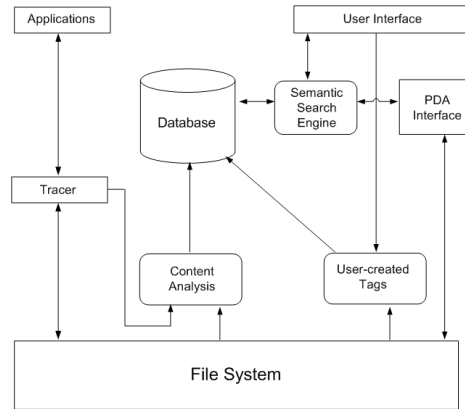 Applications
User Interface
Semantic
Search
Engine
PDA
Interface
Database
Tracer
Content
Analysis
User-created
Tags
File System